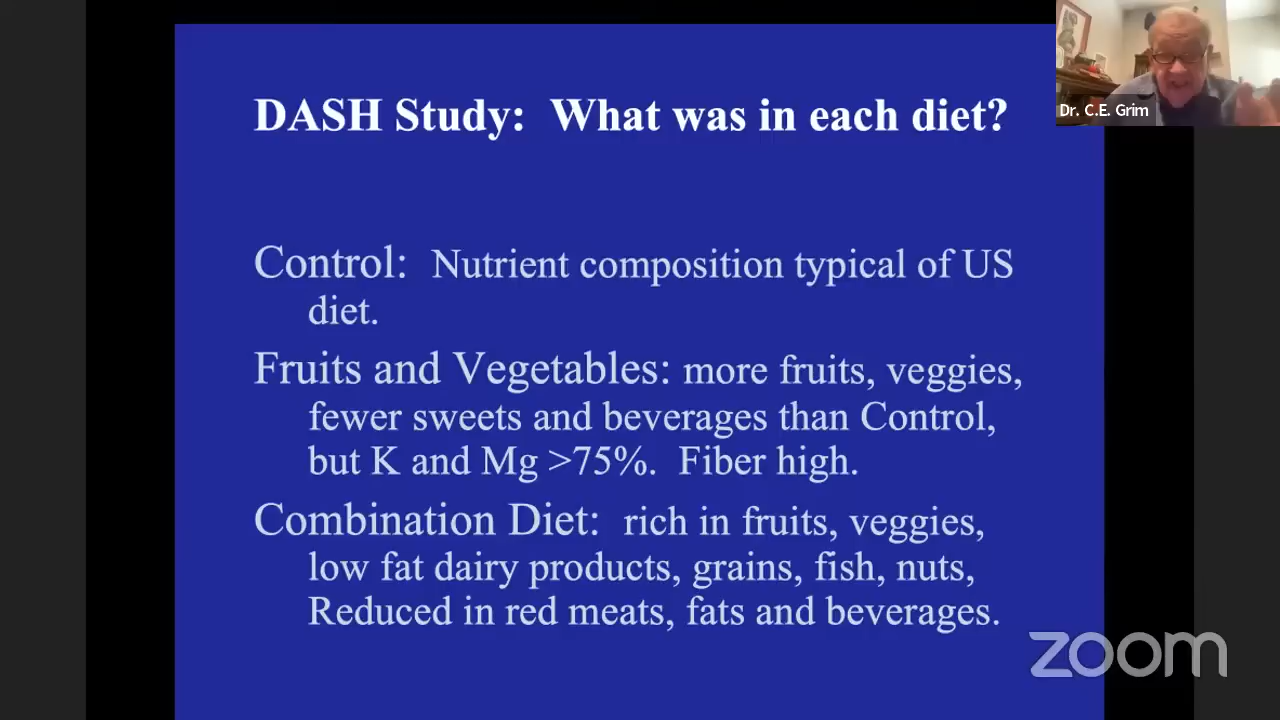 DASH Study: What was in each diet?
Dr. C.E. Grim
Control: Nutrient composition typical of US
diet.
Fruits and Vegetables: more fruits, veggies,
fewer sweets and beverages than Control,
but K and Mg >75%. Fiber high.
Combination Diet: rich in fruits, veggies,
low fat dairy products, grains, fish, nuts,
Reduced in red meats, fats and beverages.
zoom